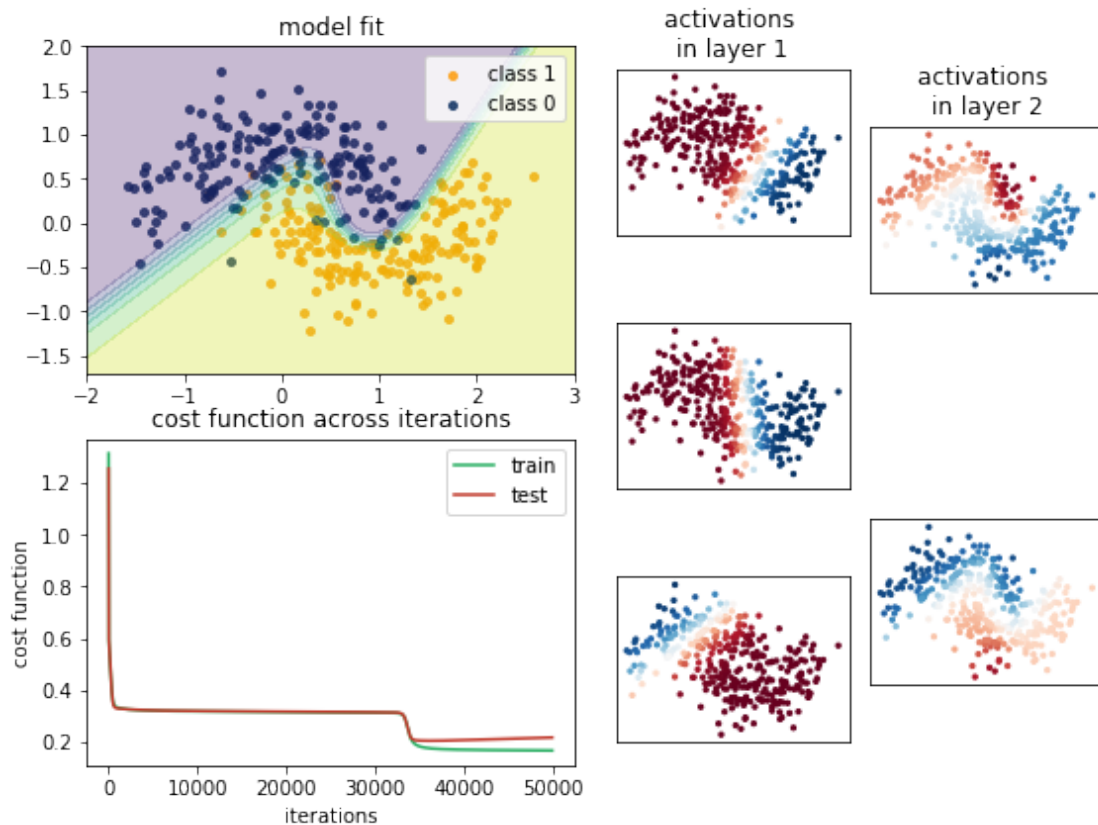 model fit
2.0
1.5
1.0
0.5
0.0
−0.5
−1.0
−1.5
−2
−1
0
1
2
3
class 1
class 0
cost function across iterations
1.2
1.0
0.8
0.6
0.4
0.2
0
10000
20000
30000
40000
50000
cost function
iterations
train
test
activations
in layer 1
activations
in layer 2